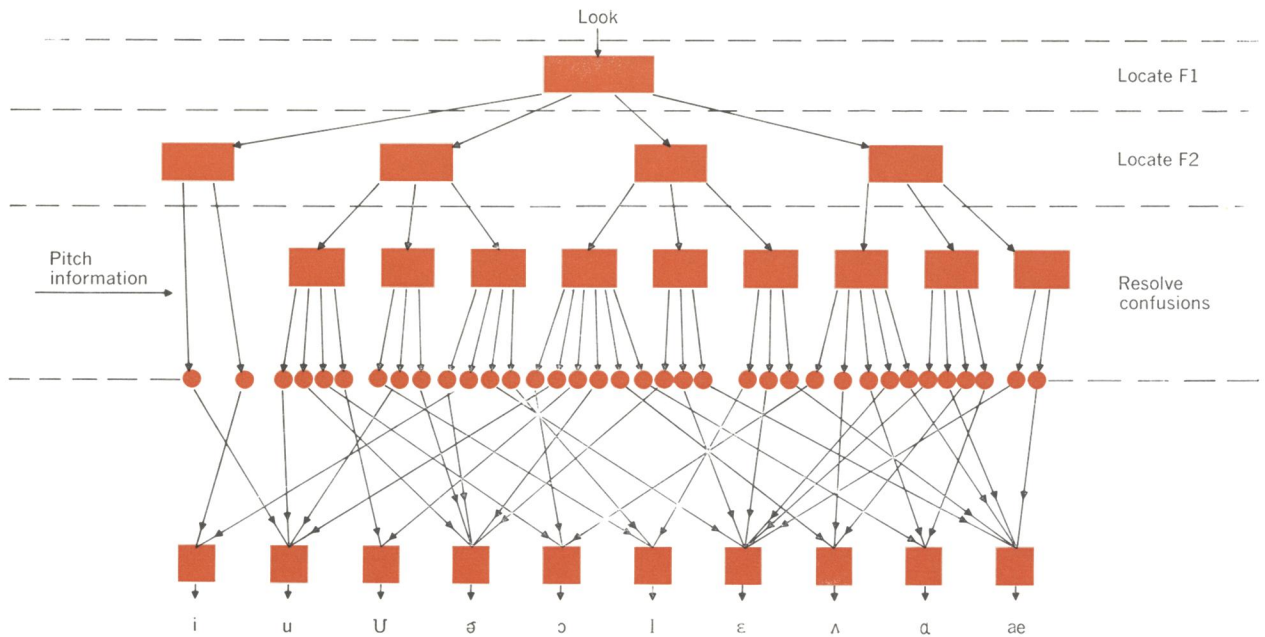 Look
Locate F1
Locate F2
Pitch
information
Resolve
confusions
i u Ʊ ɚ ɔ I ε ʌ ɑ ae